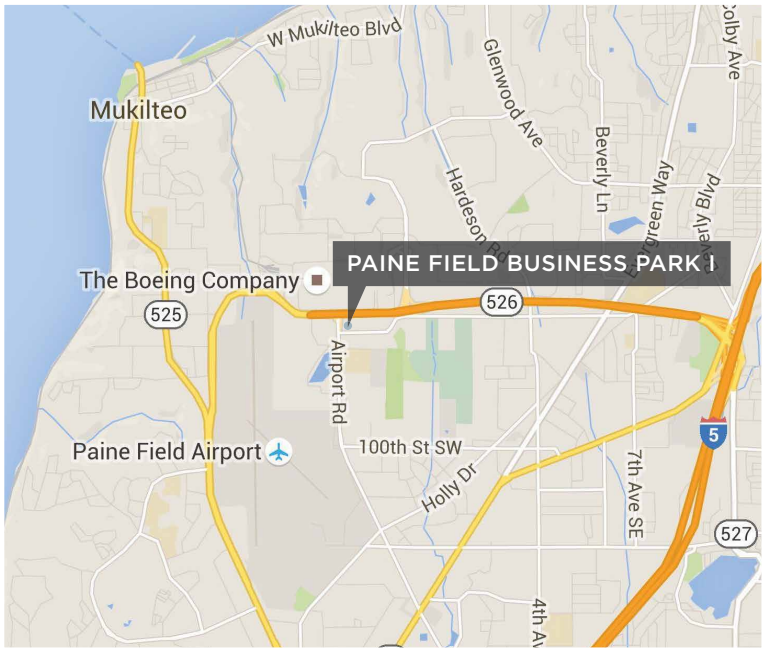 W Mukilteo Blvd
Colby Ave
Mukilteo
Glenwood Ave
Beverly Ln
Hardeson Rd
Evergreen Way
Beverly Blvd
PAINE FIELD BUSINESS PARK
The Boeing Company
526
525
Airport Rd
5
Paine Field Airport
100th St SW
Holly Dr
7th Ave SE
527
4th Av